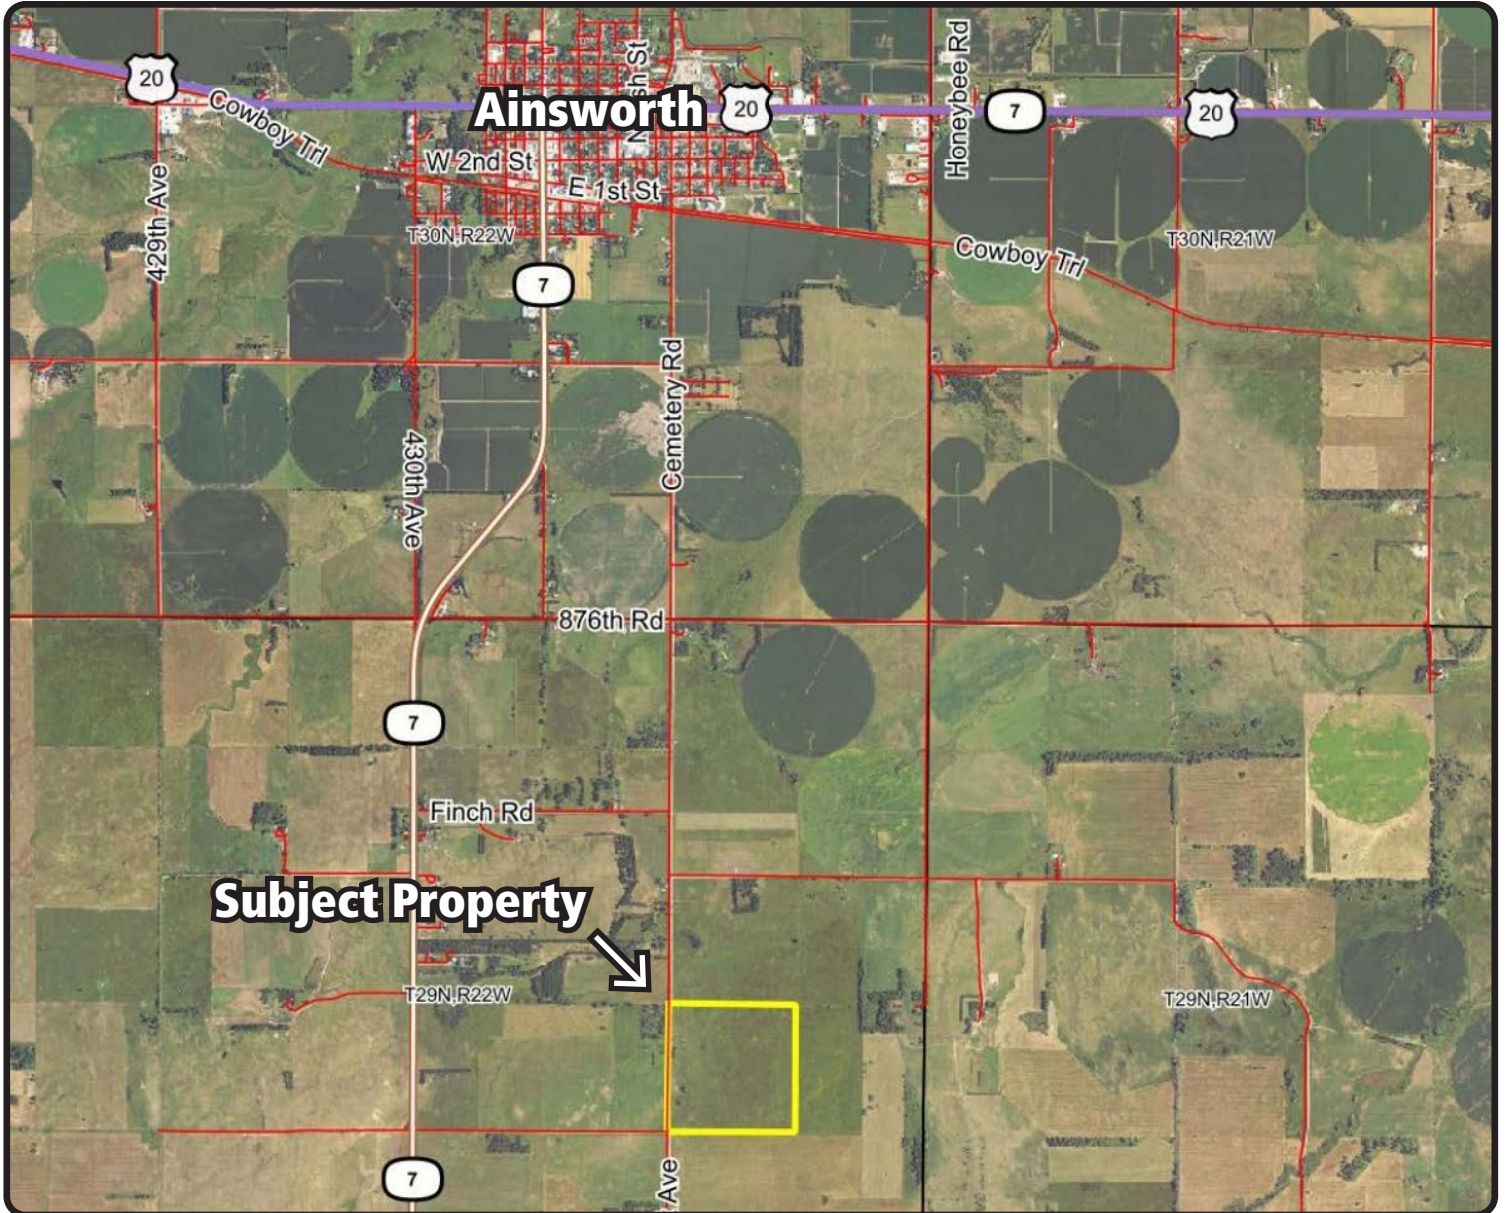 20
Cowboy Trl
429th Ave
Ainsworth
sh St
20
Honeybee Rd
7
20
W 2nd St
E 1st St
T30N,R22W
T30N,R21W
Cowboy Trl
7
Cemetery Rd
430th Ave
876th Rd
7
Finch Rd
Subject Property
T29N,R22W
T29N,R21W
7
Ave